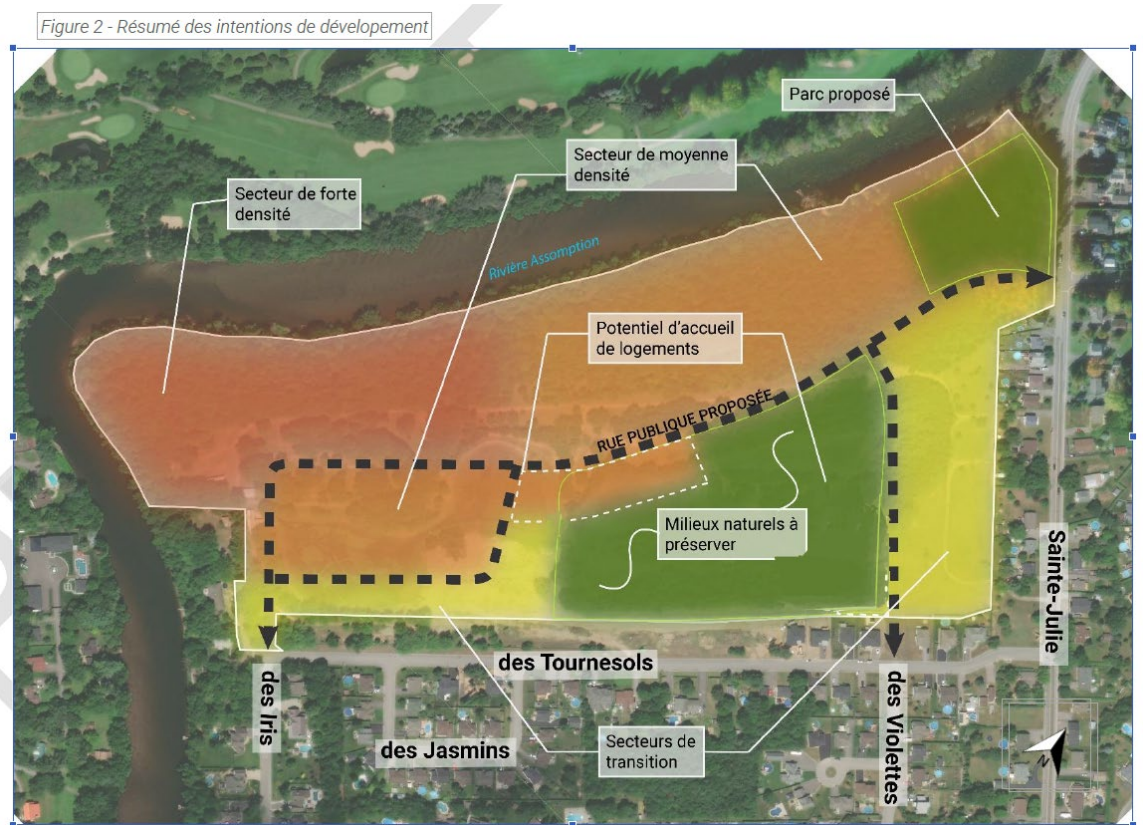 Figure 2 - Résumé des intentions de dévelopement
Parc proposé
Secteur de moyenne
densité
Secteur de forte
densité
Rivière Assomption
Potentiel d'accueil
de logements
RUE PUBLIQUE PROPOSÉE
Milieux naturels à
préserver
Sainte-Julie
des Tournesols
des Iris
des Violettes
des Jasmins
Secteurs de
transition
N